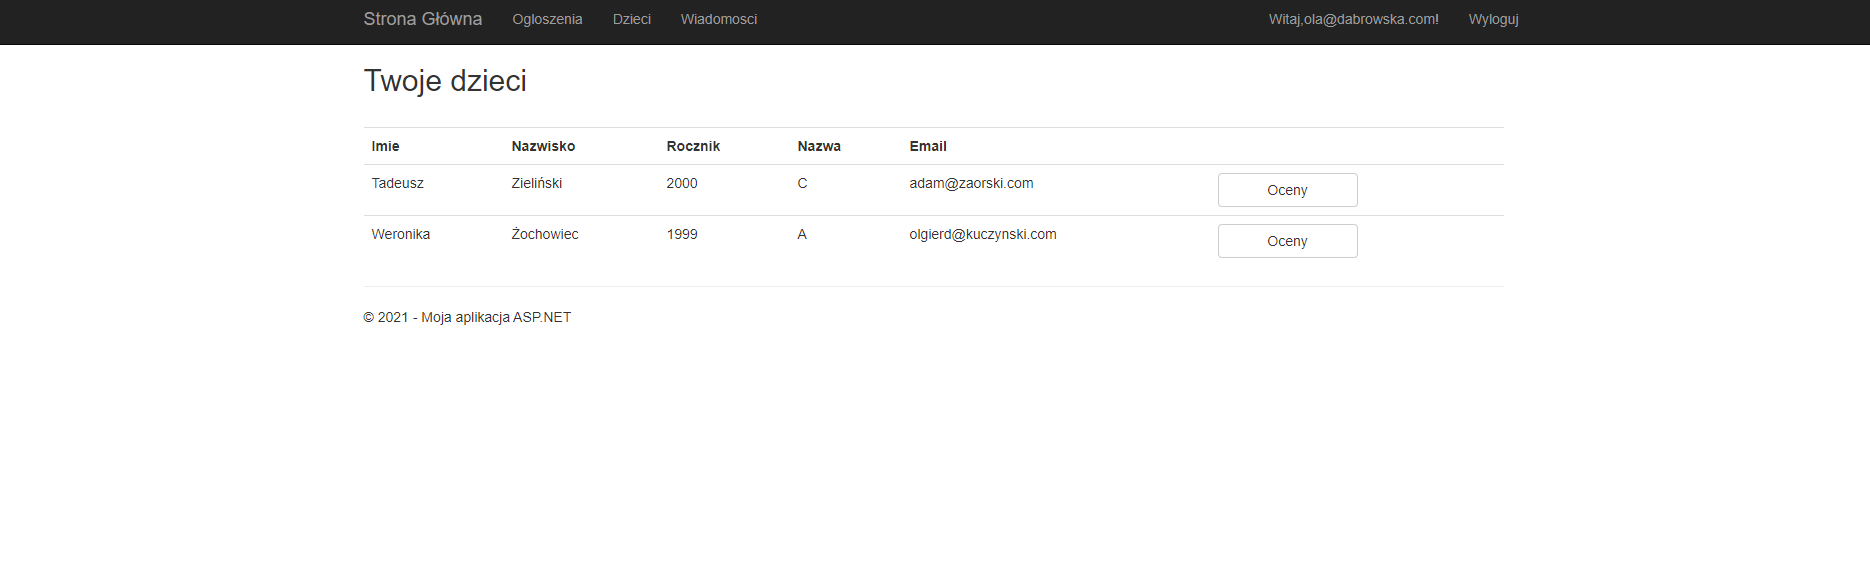 Strona Główna Ogloszenia Dzieci Wiadomosci Witaj,ola@dabrowska.com! Wyloguj
Twoje dzieci
Imie Nazwisko Rocznik Nazwa Email
Tadeusz Zieliński 2000 C adam@zaorski.com Oceny
Weronika Żochowiec 1999 A olgierd@kuczynski.com Oceny
© 2021 - Moja aplikacja ASP.NET